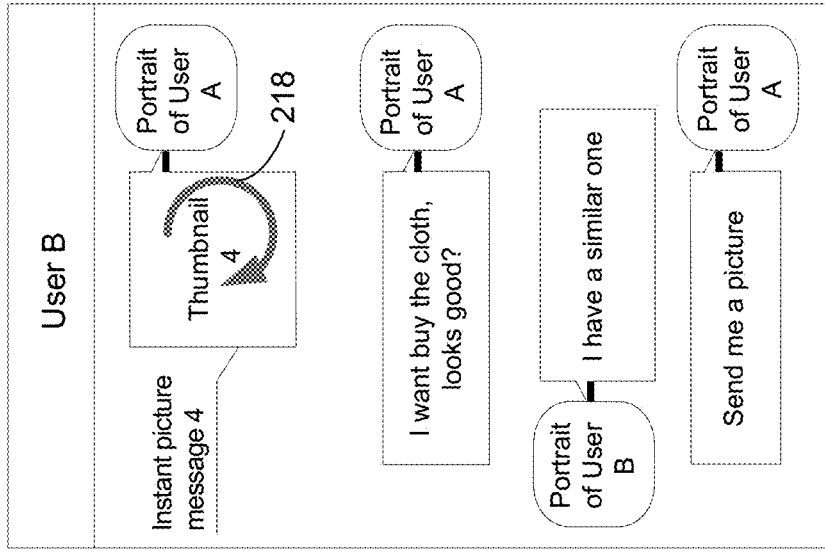 User B
Instant picture
message 4
Thumbnail
4
Portrait
of User
A
218
I want buy the cloth,
looks good?
Portrait
of User
A
Portrait
of User
B
I have a similar one
Send me a picture
Portrait
of User
A